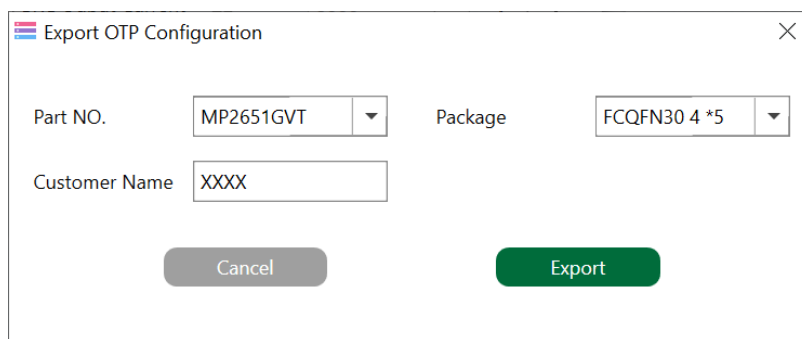 Export OTP Configuration
Part NO. MP2651GVT Package FCQFN30 4 *5
Customer Name XXXX
Cancel Export